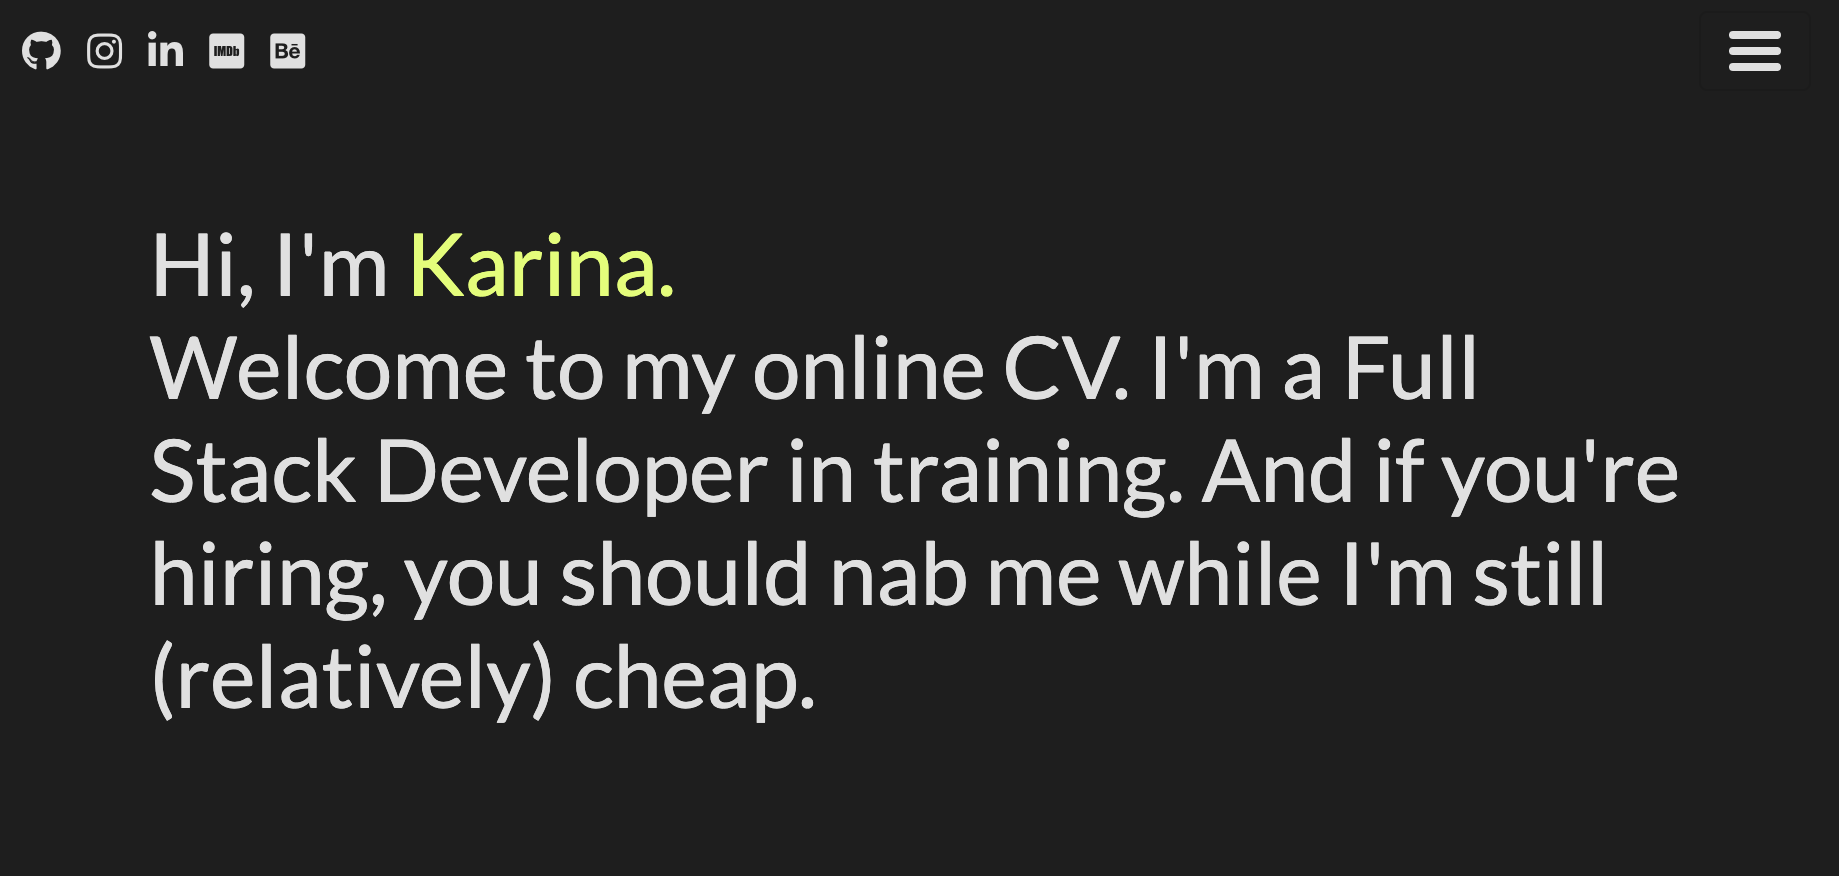 in IMDb Bē
Hi, I'm Karina.
Welcome to my online CV. I'm a Full
Stack Developer in training. And if you're
hiring, you should nab me while I'm still
(relatively) cheap.